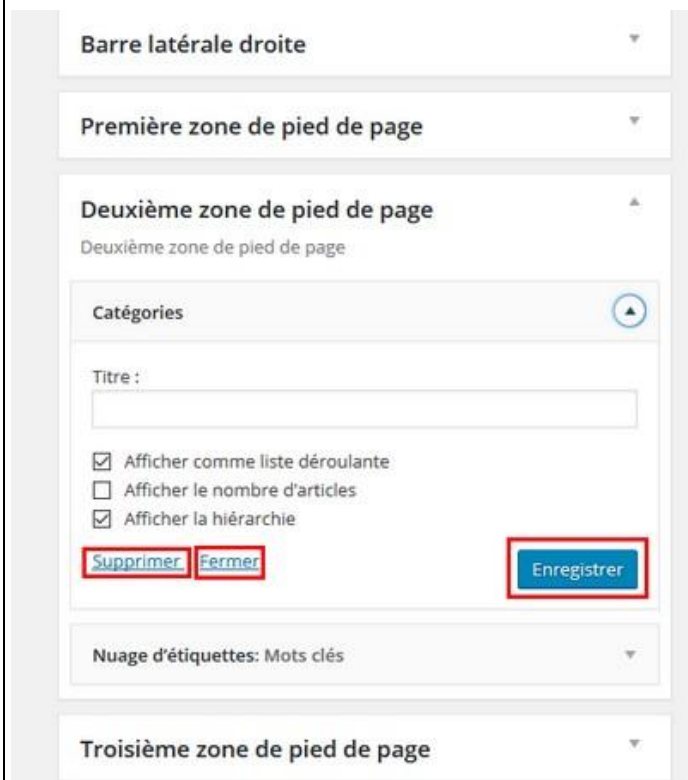 Barre latérale droite
Première zone de pied de page
Deuxième zone de pied de page
Deuxième zone de pied de page
Catégories
Titre :
Afficher comme liste déroulante
Afficher le nombre d'articles
Afficher la hiérarchie
Supprimer Fermer Enregistrer
Nuage d'étiquettes: Mots clés
Troisième zone de pied de page